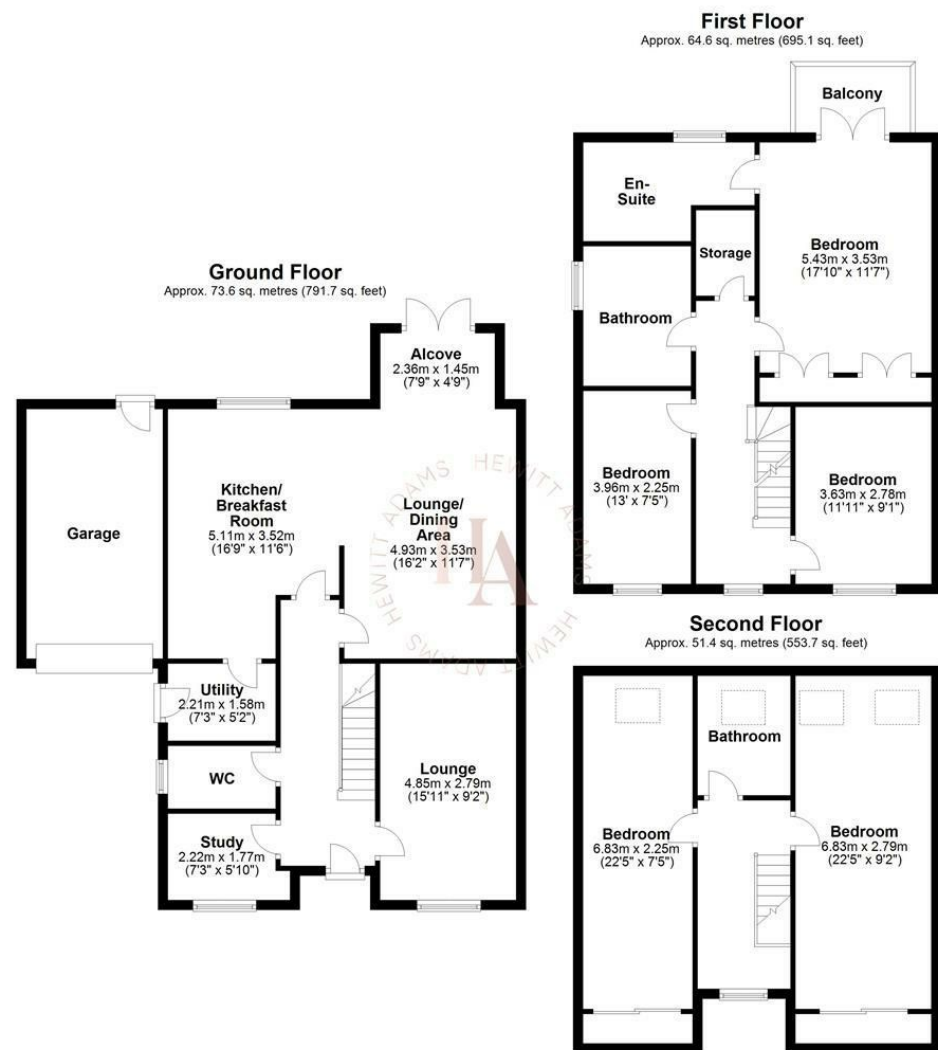 First Floor
Approx. 64.6 sq. metres (695.1 sq. feet)
Balcony
En-
Suite
Storage
Bedroom
5.43m x 3.53m
(17'10" x 11'7")
Bathroom
Bedroom
3.96m x 2.25m
(13' x 7'5")
Bedroom
3.63m x 2.78m
(11'11" x 9'1")
Ground Floor
Approx. 73.6 sq. metres (791.7 sq. feet)
Alcove
2.36m x 1.45m
(7'9" x 4'9")
Garage
Kitchen/
Breakfast
Room
5.11m x 3.52m
(16'9" x 11'6")
Lounge/
Dining
Area
4.93m x 3.53m
(16'2" x 11'7")
HEWITT ADAMS HEWITT ADAMS HEWITT ADAMS HEWITT ADAMS
HA
Utility
2.21m x 1.58m
(7'3" x 5'2")
WC
Lounge
4.85m x 2.79m
(15'11" x 9'2")
Study
2.22m x 1.77m
(7'3" x 5'10")
Second Floor
Approx. 51.4 sq. metres (553.7 sq. feet)
Bathroom
Bedroom
6.83m x 2.25m
(22'5" x 7'5")
Bedroom
6.83m x 2.79m
(22'5" x 9'2")